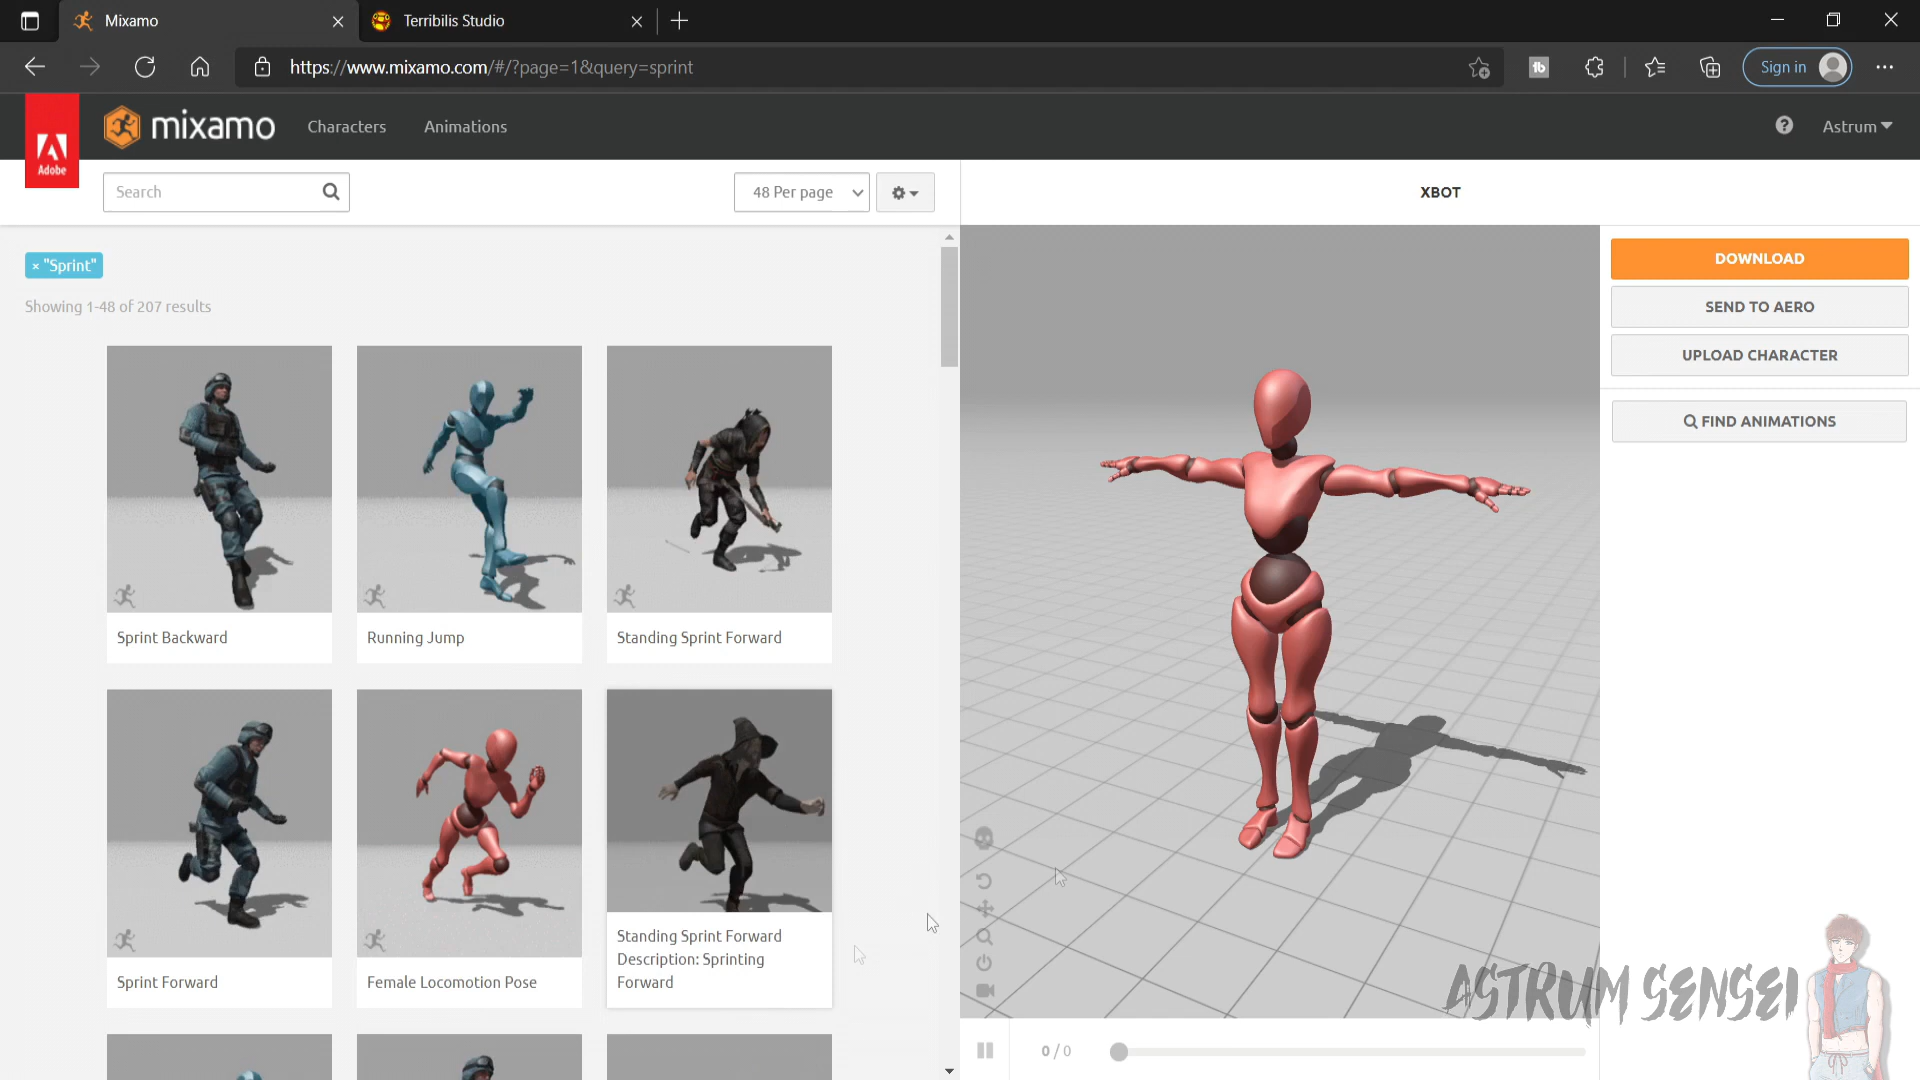 Mixamo
Terribilis Studio
https://www.mixamo.com/#/?page=1&query=sprint
Sign in
Adobe
mixamo
Characters
Animations
Astrum
Search
48 Per page
XBOT
× "Sprint"
Showing 1-48 of 207 results
DOWNLOAD
SEND TO AERO
UPLOAD CHARACTER
FIND ANIMATIONS
Sprint Backward
Running Jump
Standing Sprint Forward
Sprint Forward
Female Locomotion Pose
Standing Sprint Forward
Description: Sprinting
Forward
ASTRUM SENSEI
0 / 0